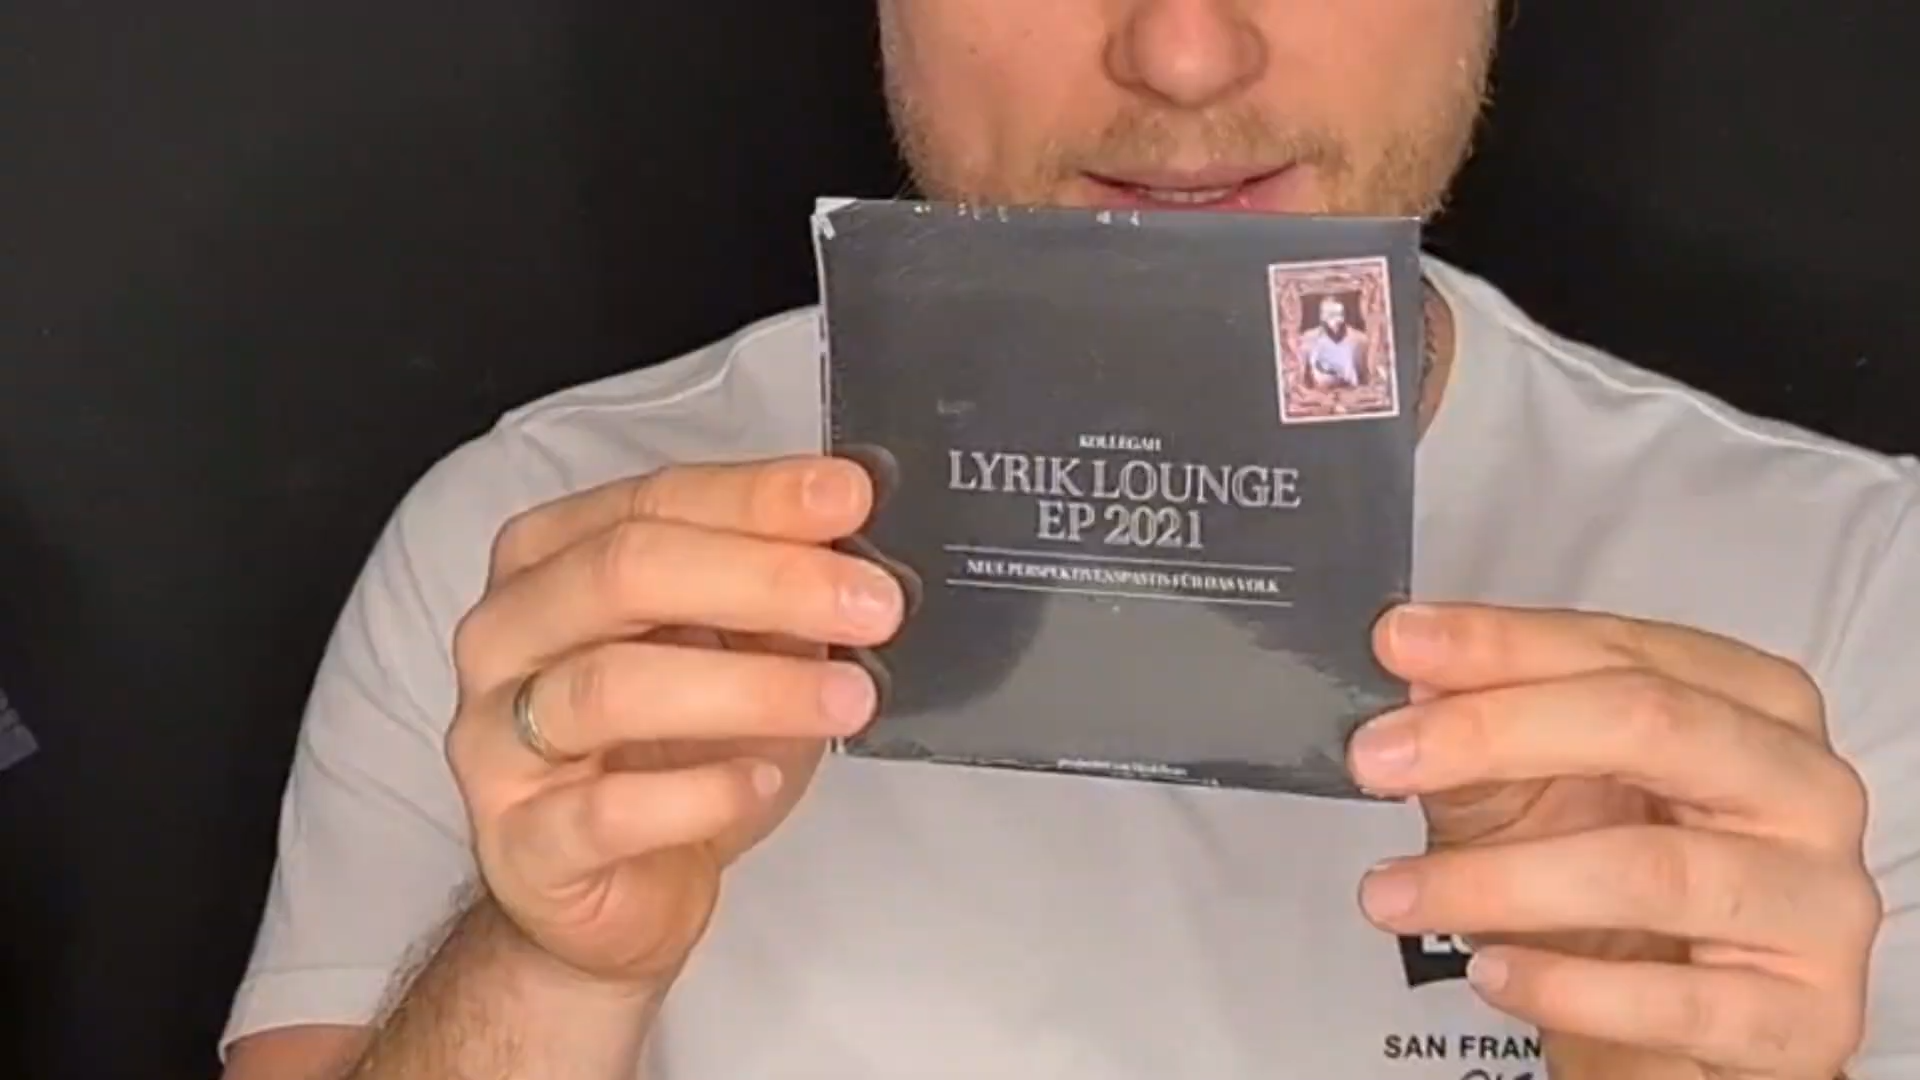 KOLLEGAH
LYRIK LOUNGE
EP 2021
NEUE PERSPEKTIVENSPASTIS FÜR DAS VOLK
SAN FRAN